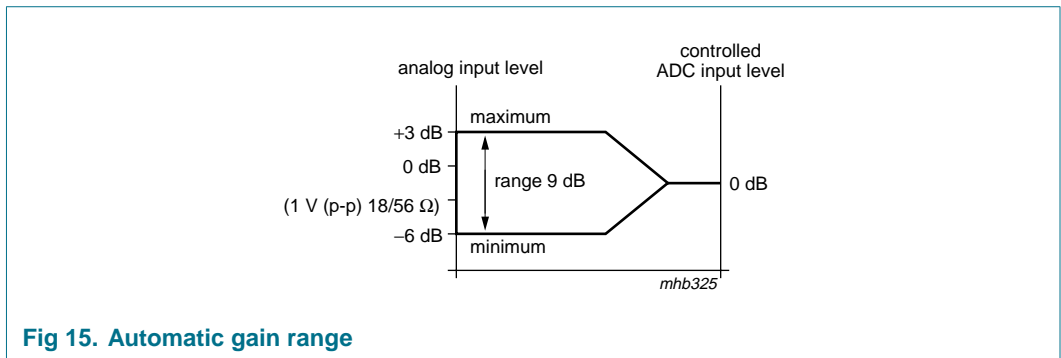 controlled
analog input level
ADC input level
maximum
+3 dB
0 dB
range 9 dB
0 dB
(1 V (p-p) 18/56 Ω)
−6 dB
minimum
mhb325
Fig 15. Automatic gain range